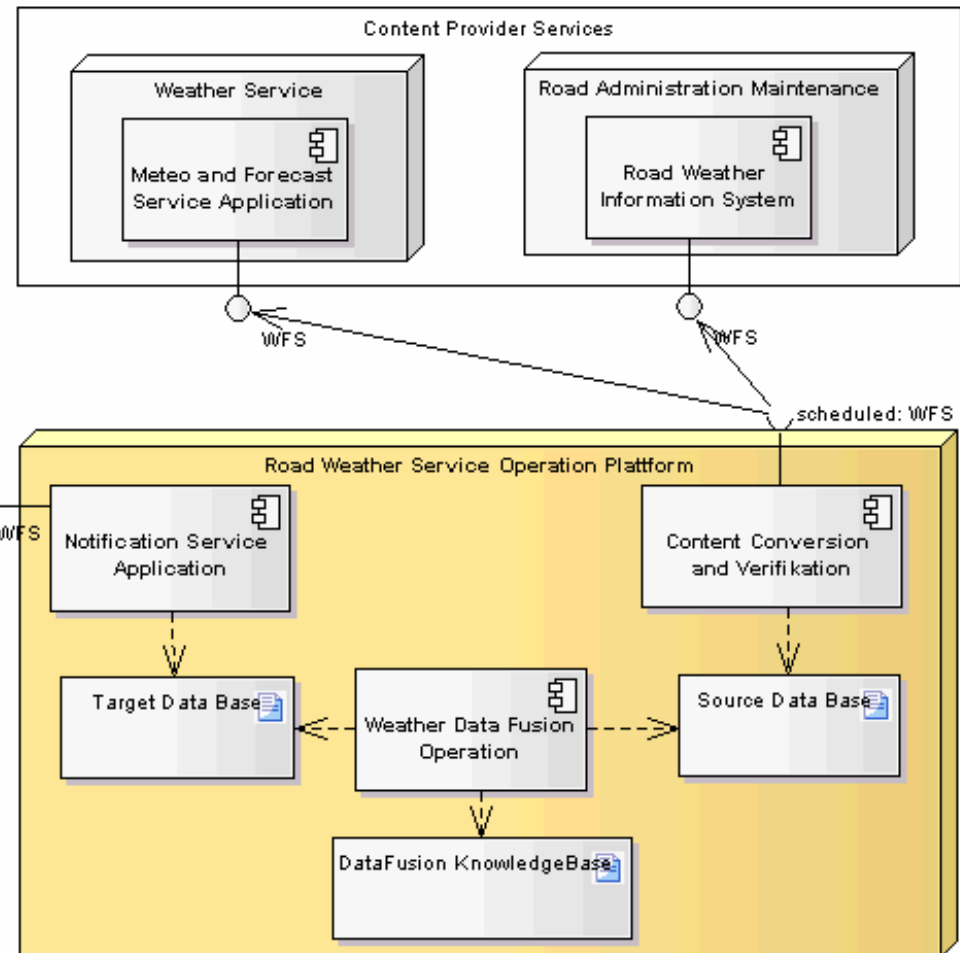 Content Provider Services
Weather Service
Road Administration Maintenance
Meteo and Forecast
Service Application
Road Weather
Information System
WFS
WFS
scheduled: WFS
Road Weather Service Operation Plattform
WFS
Notification Service
Application
Content Conversion
and Verifikation
Target Data Base
Weather Data Fusion
Operation
Source Data Base
DataFusion KnowledgeBase